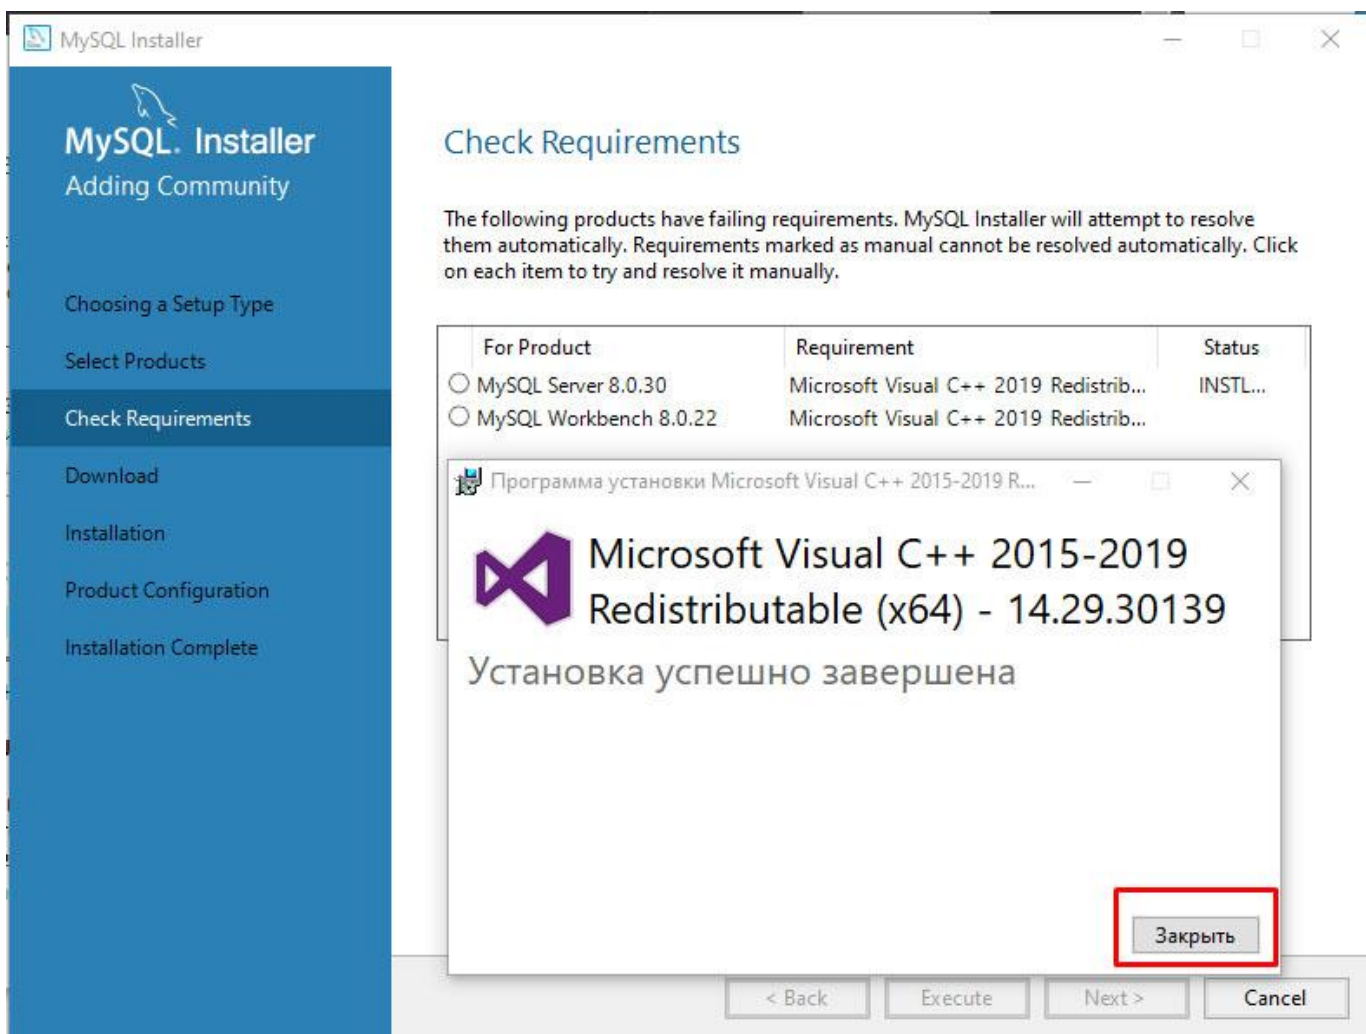 MySQL Installer
MySQL. Installer
Adding Community
Choosing a Setup Type
Select Products
Check Requirements
Download
Installation
Product Configuration
Installation Complete
Check Requirements
The following products have failing requirements. MySQL Installer will attempt to resolve
them automatically. Requirements marked as manual cannot be resolved automatically. Click
on each item to try and resolve it manually.
For Product Requirement Status
MySQL Server 8.0.30 Microsoft Visual C++ 2019 Redistrib... INSTL...
MySQL Workbench 8.0.22 Microsoft Visual C++ 2019 Redistrib...
Программа установки Microsoft Visual C++ 2015-2019 R...
Microsoft Visual C++ 2015-2019
Redistributable (x64) - 14.29.30139
Установка успешно завершена
Закрыть
< Back Execute Next > Cancel